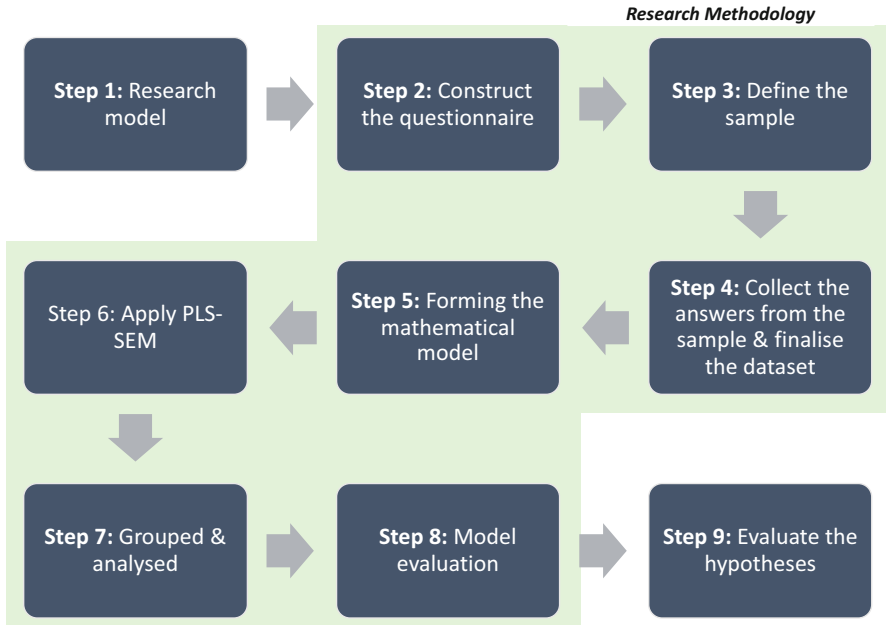 Research Methodology
Step 1: Research
model
Step 2: Construct
the questionnaire
Step 3: Define the
sample
Step 4: Collect the
answers from the
sample & finalise
the dataset
Step 5: Forming the
mathematical
model
Step 6: Apply PLS-
SEM
Step 7: Grouped &
analysed
Step 8: Model
evaluation
Step 9: Evaluate the
hypotheses